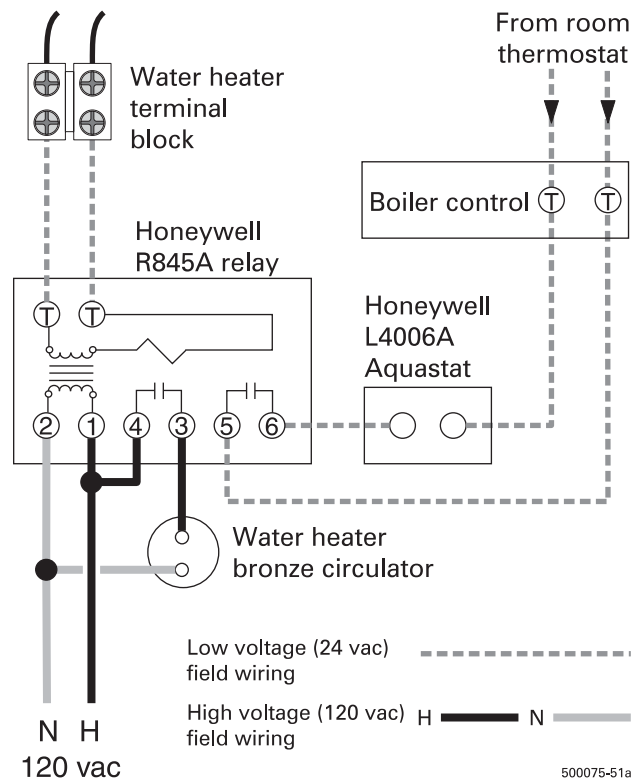 From room
thermostat
Water heater
terminal
block
Boiler control T T
Honeywell
R845A relay
Honeywell
L4006A
Aquastat
T T
2 1 4 3 5 6
Water heater
bronze circulator
Low voltage (24 vac)
field wiring
High voltage (120 vac) H N
field wiring
N H
120 vac
500075-51a